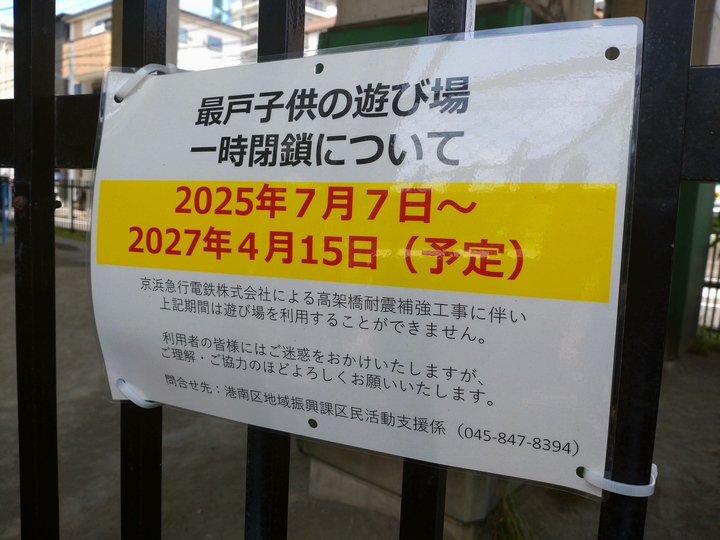 最戸子供の遊び場
一時閉鎖について
2025年７月７日～
2027年４月15日（予定）
京浜急行電鉄株式会社による高架橋耐震補強工事に伴い
上記期間は遊び場を利用することができません。
利用者の皆様にはご迷惑をおかけいたしますが、
ご理解・ご協力のほどよろしくお願いいたします。
問合せ先：港南区地域振興課区民活動支援係（045-847-8394）